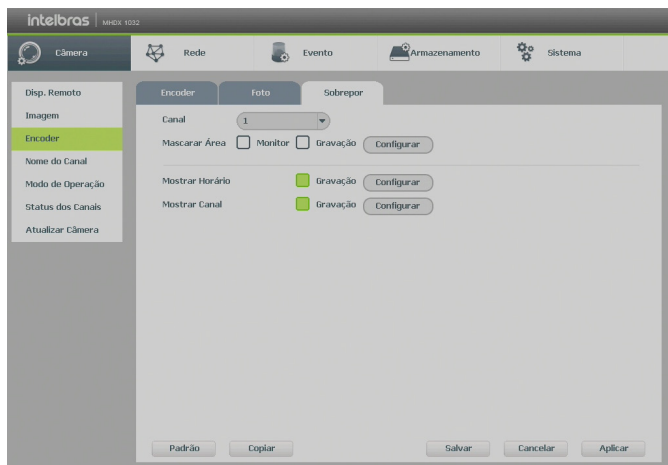 intelbras MHDX 1032
Câmera Rede Evento Armazenamento Sistema
Disp. Remoto
Imagem
Encoder
Nome do Canal
Modo de Operação
Status dos Canais
Atualizar Câmera
Encoder Foto Sobrepor
Canal 1
Mascarar Área Monitor Gravação Configurar
Mostrar Horário Gravação Configurar
Mostrar Canal Gravação Configurar
Padrão Copiar Salvar Cancelar Aplicar